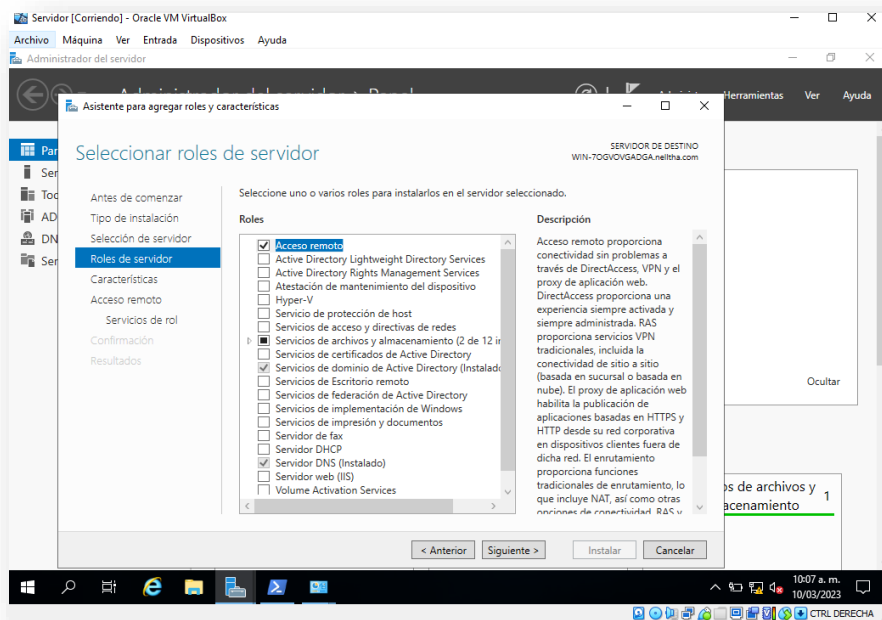 Servidor [Corriendo] - Oracle VM VirtualBox
Archivo Máquina Ver Entrada Dispositivos Ayuda
Administrador del servidor
Herramientas Ver Ayuda
Asistente para agregar roles y características
Seleccionar roles de servidor
SERVIDOR DE DESTINO
WIN-7OGVOVGADGA.nelltha.com
Par
Ser
Toc
AD
DN
Ser
Antes de comenzar
Tipo de instalación
Selección de servidor
Roles de servidor
Características
Acceso remoto
Servicios de rol
Confirmación
Resultados
Seleccione uno o varios roles para instalarlos en el servidor seleccionado.
Roles
Acceso remoto
Active Directory Lightweight Directory Services
Active Directory Rights Management Services
Atestación de mantenimiento del dispositivo
Hyper-V
Servicio de protección de host
Servicios de acceso y directivas de redes
Servicios de archivos y almacenamiento (2 de 12 in
Servicios de certificados de Active Directory
Servicios de dominio de Active Directory (Instalado
Servicios de Escritorio remoto
Servicios de federación de Active Directory
Servicios de implementación de Windows
Servicios de impresión y documentos
Servidor de fax
Servidor DHCP
Servidor DNS (Instalado)
Servidor web (IIS)
Volume Activation Services
Descripción
Acceso remoto proporciona
conectividad sin problemas a
través de DirectAccess, VPN y el
proxy de aplicación web.
DirectAccess proporciona una
experiencia siempre activada y
siempre administrada. RAS
proporciona servicios VPN
tradicionales, incluida la
conectividad de sitio a sitio
(basada en sucursal o basada en
nube). El proxy de aplicación web
habilita la publicación de
aplicaciones basadas en HTTPS y
HTTP desde su red corporativa
en dispositivos clientes fuera de
dicha red. El enrutamiento
proporciona funciones
tradicionales de enrutamiento, lo
que incluye NAT, así como otras
opciones de conectividad. RAS y
Ocultar
os de archivos y 1
acenamiento
< Anterior Siguiente > Instalar Cancelar
10:07 a. m.
10/03/2023
CTRL DERECHA